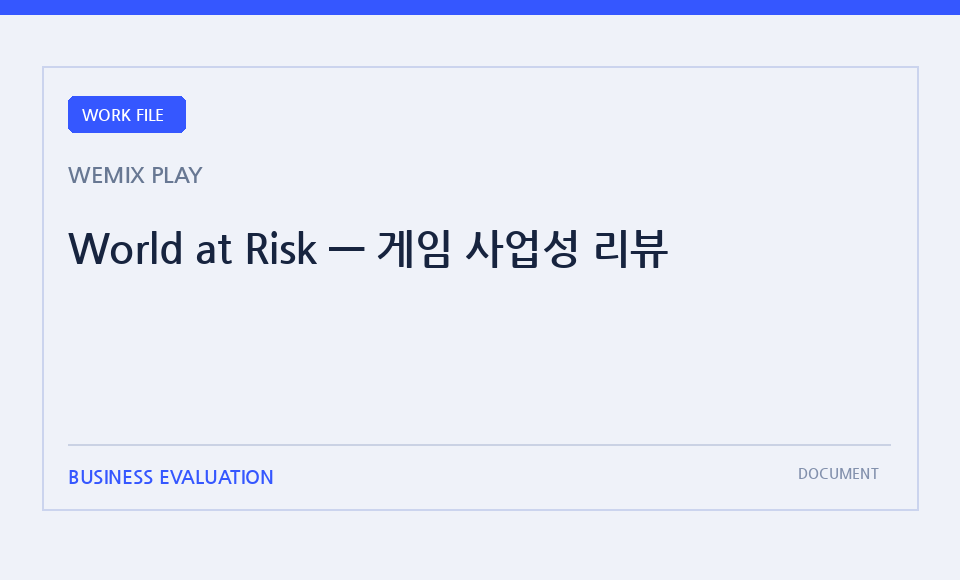 WORK FILE
WEMIX PLAY
World at Risk — 게임 사업성 리뷰
BUSINESS EVALUATION
DOCUMENT